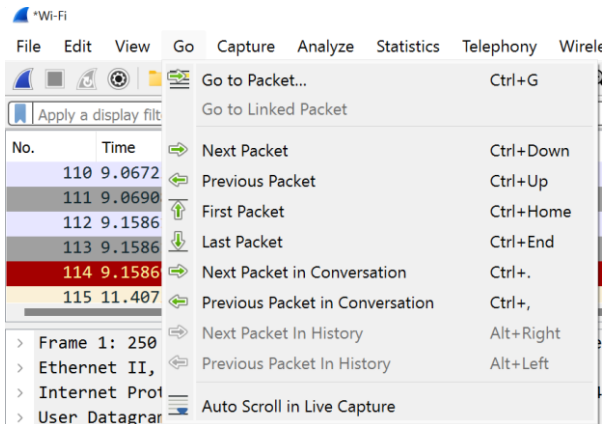 *Wi-Fi
File Edit View Go Capture Analyze Statistics Telephony Wirele
Go to Packet... Ctrl+G
Apply a display filt
Go to Linked Packet
No. Time
Next Packet Ctrl+Down
110 9.0672
Previous Packet Ctrl+Up
111 9.0690
First Packet Ctrl+Home
112 9.1586
Last Packet Ctrl+End
113 9.1586
Next Packet in Conversation Ctrl+.
114 9.1586
Previous Packet in Conversation Ctrl+,
115 11.407
Next Packet In History Alt+Right
Frame 1: 250
Previous Packet In History Alt+Left
Ethernet II,
Internet Prot
Auto Scroll in Live Capture
User Datagram